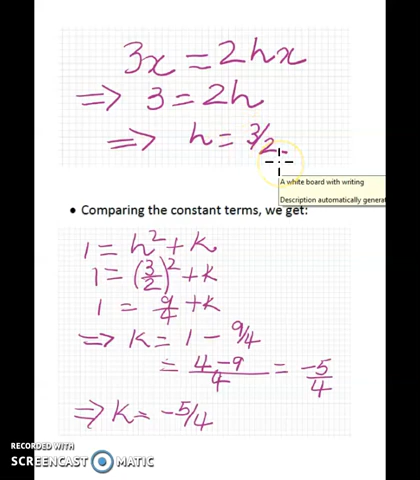 3x = 2hx
⇒ 3 = 2h
⇒ h = 3/2.
A white board with writing
Description automatically generat
• Comparing the constant terms, we get:
1 = h² + k
1 = (3/2)² + k
1 = 9/4 + k
⇒ k = 1 - 9/4
= 4-9/4 = -5/4
⇒ k = -5/4
RECORDED WITH
SCREENCAST MATIC